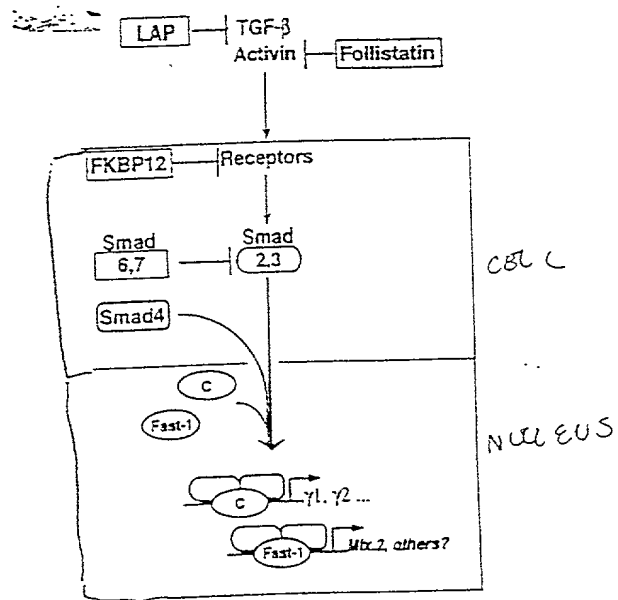 LAP TGF-β
Activin Follistatin
FKBP12 Receptors
Smad Smad
6,7 2,3
CELL
Smad4
C
Fast-1
NUCLEUS
γ1, γ2 ...
C
Mix.2, others?
Fast-1